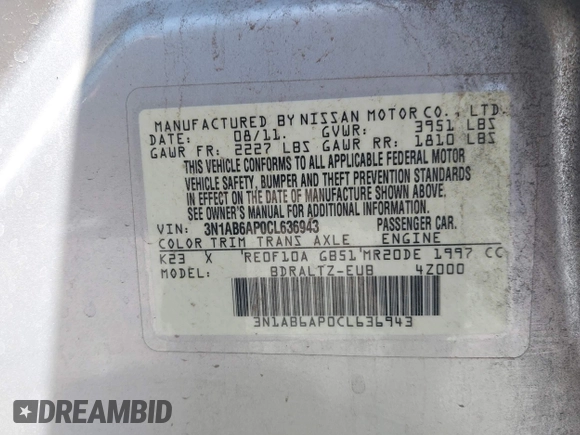 MANUFACTURED BY NISSAN MOTOR CO., LTD.
DATE: 08/11. GVWR: 3951 LBS
GAWR FR: 2227 LBS GAWR RR: 1810 LBS
THIS VEHICLE CONFORMS TO ALL APPLICABLE FEDERAL MOTOR
VEHICLE SAFETY, BUMPER AND THEFT PREVENTION STANDARDS
IN EFFECT ON THE DATE OF MANUFACTURE SHOWN ABOVE.
SEE OWNER'S MANUAL FOR ADDITIONAL INFORMATION.
VIN: 3N1AB6AP0CL636943 PASSENGER CAR.
COLOR TRIM TRANS AXLE ENGINE
K23 X RE0F10A GB51 MR20DE 1997 CC
MODEL: BDRALTZ-EUB 4Z000
3N1AB6AP0CL636943
DREAMBID